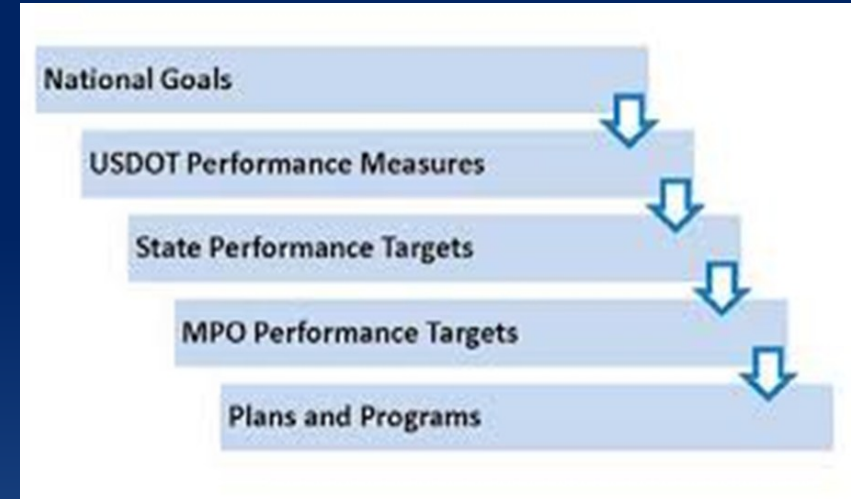 National Goals
USDOT Performance Measures
State Performance Targets
MPO Performance Targets
Plans and Programs